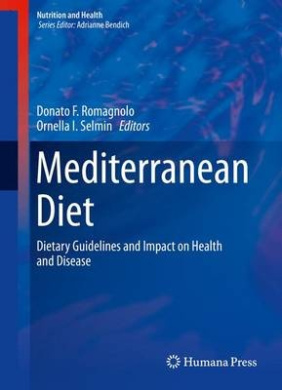 Nutrition and Health
Series Editor: Adrianne Bendich
Donato F. Romagnolo
Ornella I. Selmin Editors
Mediterranean
Diet
Dietary Guidelines and Impact on Health
and Disease
Humana Press